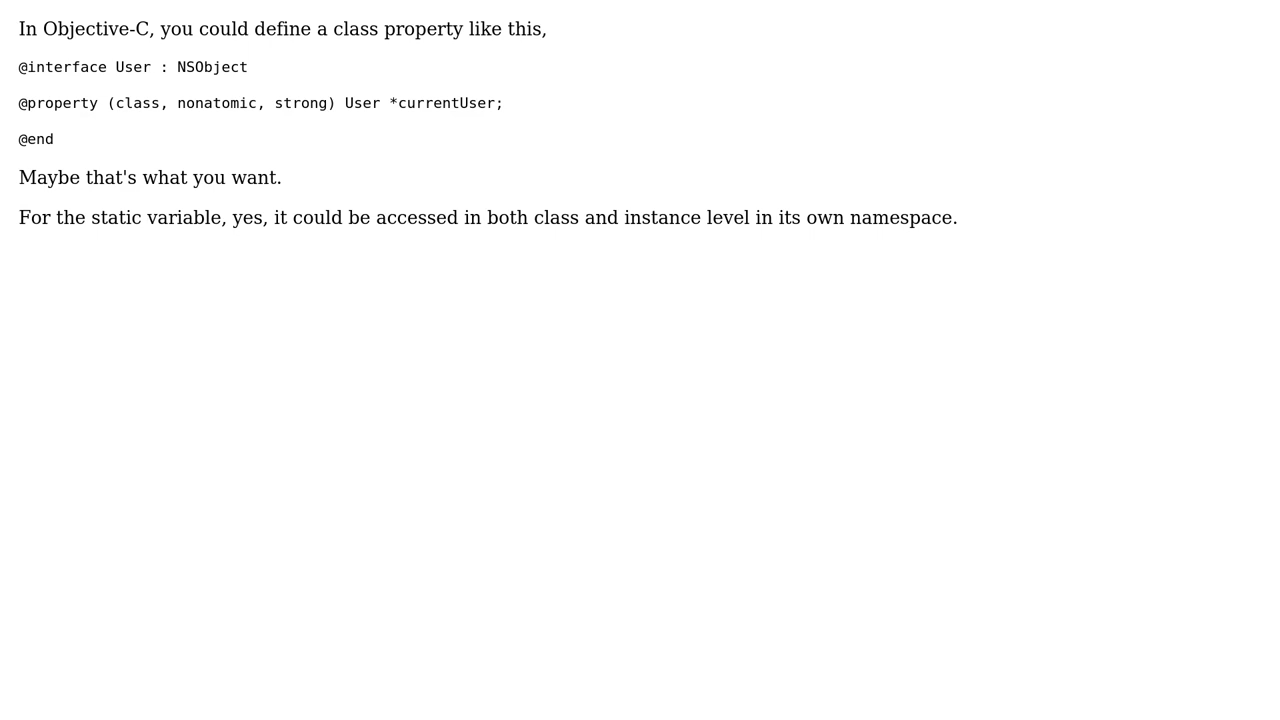 In Objective-C, you could define a class property like this,
@interface User : NSObject
@property (class, nonatomic, strong) User *currentUser;
@end
Maybe that's what you want.
For the static variable, yes, it could be accessed in both class and instance level in its own namespace.